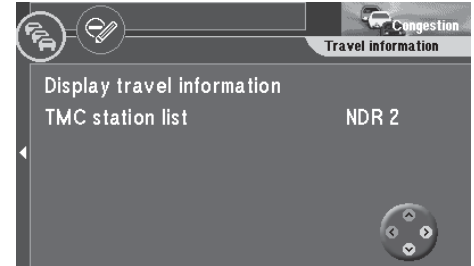 Congestion
Travel information
Display travel information
TMC station list NDR 2